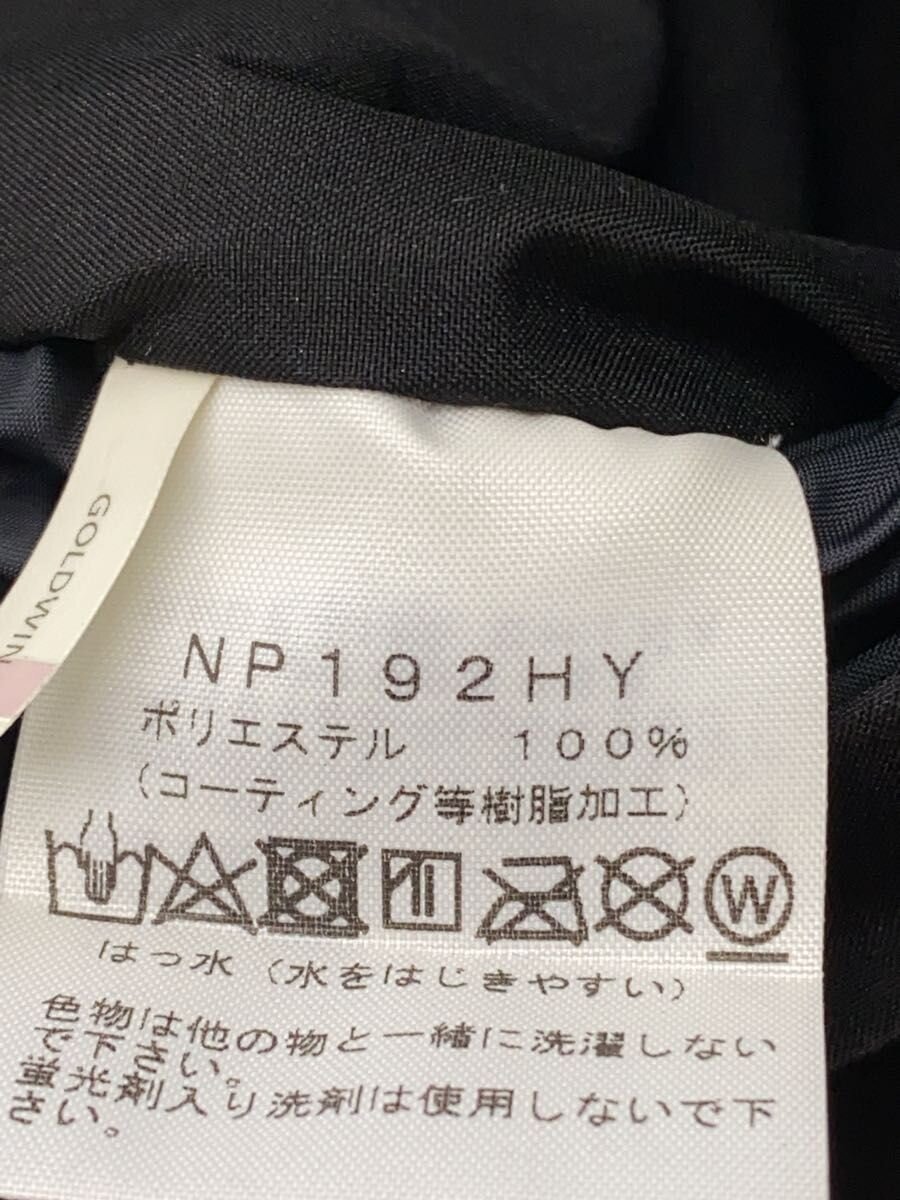 GOLDWIN
NP192HY
ポリエステル 100%
(コーティング等樹脂加工)
W
はっ水 (水をはじきやすい)
色物は他の物と一緒に洗濯しない
で下さい。
蛍光剤入り洗剤は使用しないで下
さい。